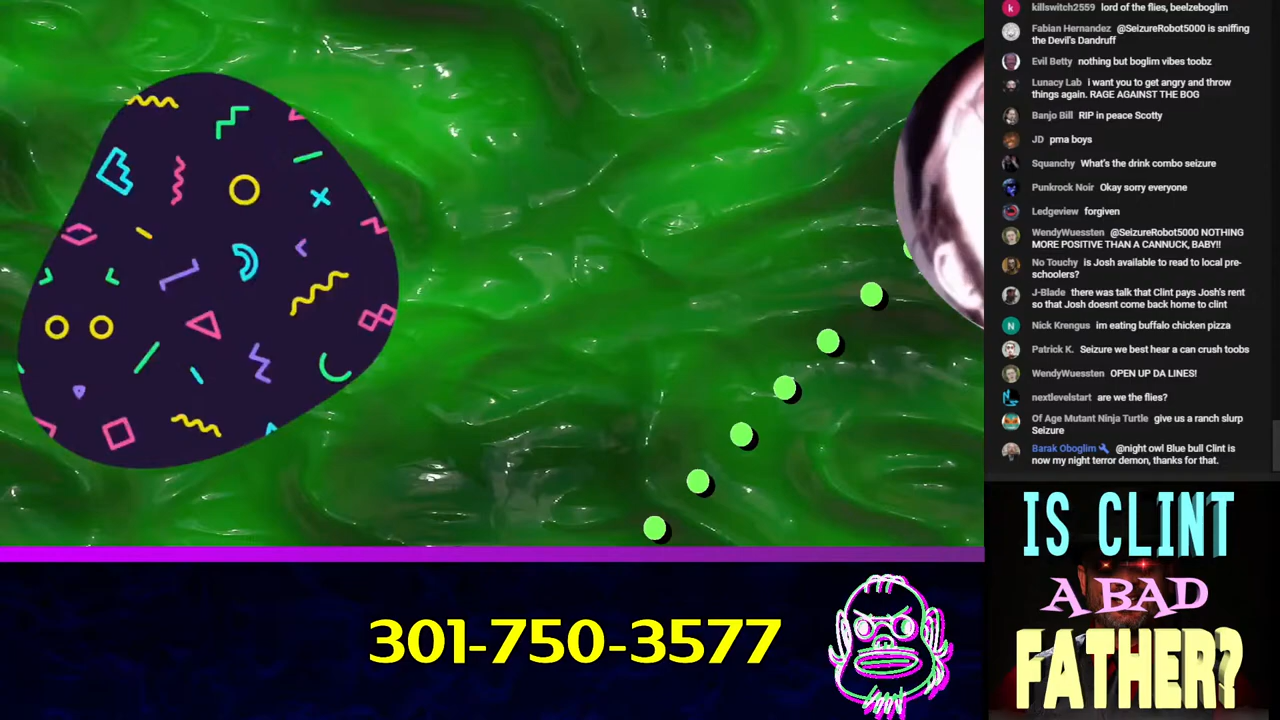 k killswitch2559 lord of the flies, beelzeboglim
Fabian Hernandez @SeizureRobot5000 is sniffing
the Devil's Dandruff
Evil Betty nothing but boglim vibes toobz
Lunacy Lab i want you to get angry and throw
things again. RAGE AGAINST THE BOG
Banjo Bill RIP in peace Scotty
JD pma boys
Squanchy What's the drink combo seizure
Punkrock Noir Okay sorry everyone
Ledgeview forgiven
WendyWuessten @SeizureRobot5000 NOTHING
MORE POSITIVE THAN A CANNUCK, BABY!!
No Touchy is Josh available to read to local pre-
schoolers?
J-Blade there was talk that Clint pays Josh's rent
so that Josh doesnt come back home to clint
N Nick Krengus im eating buffalo chicken pizza
Patrick K. Seizure we best hear a can crush toobs
WendyWuessten OPEN UP DA LINES!
nextlevelstart are we the flies?
Of Age Mutant Ninja Turtle give us a ranch slurp
Seizure
Barak Oboglim @night owl Blue bull Clint is
now my night terror demon, thanks for that.
IS CLINT
A BAD
FATHER?
301-750-3577